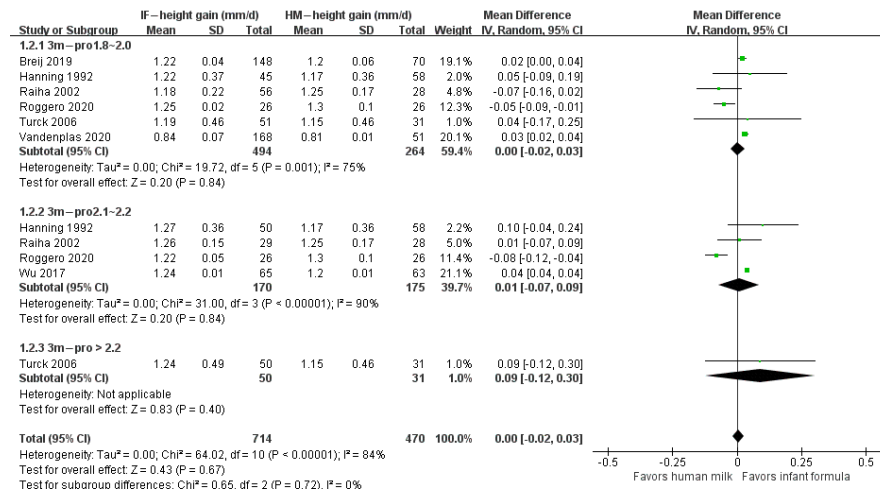 IF−height gain (mm/d) HM−height gain (mm/d) Mean Difference Mean Difference
Study or Subgroup Mean SD Total Mean SD Total Weight IV, Random, 95% CI IV, Random, 95% CI
1.2.1 3m−pro1.8~2.0
Breij 2019 1.22 0.04 148 1.2 0.06 70 19.1% 0.02 [0.00, 0.04]
Hanning 1992 1.22 0.37 45 1.17 0.36 58 2.2% 0.05 [-0.09, 0.19]
Raiha 2002 1.18 0.22 56 1.25 0.17 28 4.8% -0.07 [-0.16, 0.02]
Roggero 2020 1.25 0.02 26 1.3 0.1 26 12.3% -0.05 [-0.09, -0.01]
Turck 2006 1.19 0.46 51 1.15 0.46 31 1.0% 0.04 [-0.17, 0.25]
Vandenplas 2020 0.84 0.07 168 0.81 0.01 51 20.1% 0.03 [0.02, 0.04]
Subtotal (95% CI) 494 264 59.4% 0.00 [-0.02, 0.03]
Heterogeneity: Tau² = 0.00; Chi² = 19.72, df = 5 (P = 0.001); I² = 75%
Test for overall effect: Z = 0.20 (P = 0.84)
1.2.2 3m−pro2.1~2.2
Hanning 1992 1.27 0.36 50 1.17 0.36 58 2.2% 0.10 [-0.04, 0.24]
Raiha 2002 1.26 0.15 29 1.25 0.17 28 5.0% 0.01 [-0.07, 0.09]
Roggero 2020 1.22 0.05 26 1.3 0.1 26 11.4% -0.08 [-0.12, -0.04]
Wu 2017 1.24 0.01 65 1.2 0.01 63 21.1% 0.04 [0.04, 0.04]
Subtotal (95% CI) 170 175 39.7% 0.01 [-0.07, 0.09]
Heterogeneity: Tau² = 0.00; Chi² = 31.00, df = 3 (P < 0.00001); I² = 90%
Test for overall effect: Z = 0.20 (P = 0.84)
1.2.3 3m−pro > 2.2
Turck 2006 1.24 0.49 50 1.15 0.46 31 1.0% 0.09 [-0.12, 0.30]
Subtotal (95% CI) 50 31 1.0% 0.09 [-0.12, 0.30]
Heterogeneity: Not applicable
Test for overall effect: Z = 0.83 (P = 0.40)
Total (95% CI) 714 470 100.0% 0.00 [-0.02, 0.03]
Heterogeneity: Tau² = 0.00; Chi² = 64.02, df = 10 (P < 0.00001); I² = 84%
Test for overall effect: Z = 0.43 (P = 0.67)
Test for subgroup differences: Chi² = 0.65, df = 2 (P = 0.72), I² = 0%
-0.5 -0.25 0 0.25 0.5
Favors human milk Favors infant formula